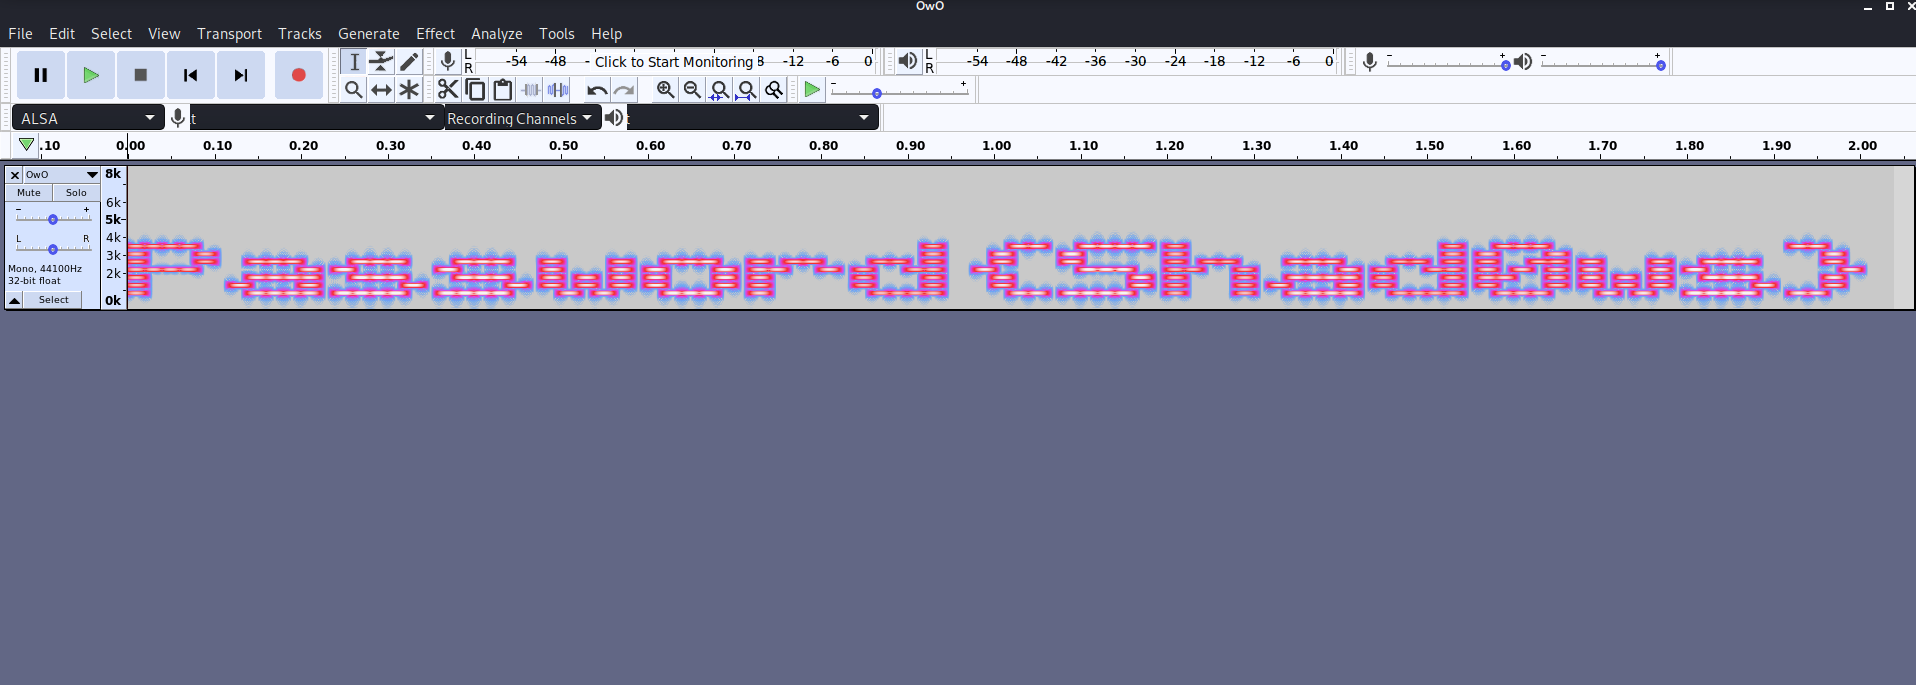 OwO
File Edit Select View Transport Tracks Generate Effect Analyze Tools Help
L R -54 -48 - Click to Start Monitoring -12 -6 0 L R -54 -48 -42 -36 -30 -24 -18 -12 -6 0 - + - +
- +
ALSA t Recording Channels
.10 0.00 0.10 0.20 0.30 0.40 0.50 0.60 0.70 0.80 0.90 1.00 1.10 1.20 1.30 1.40 1.50 1.60 1.70 1.80 1.90 2.00
OwO
Mute Solo
- +
L R
Mono, 44100Hz
32-bit float
Select
8k
6k
5k
4k
3k
2k
0k
Password{Shad0ws}